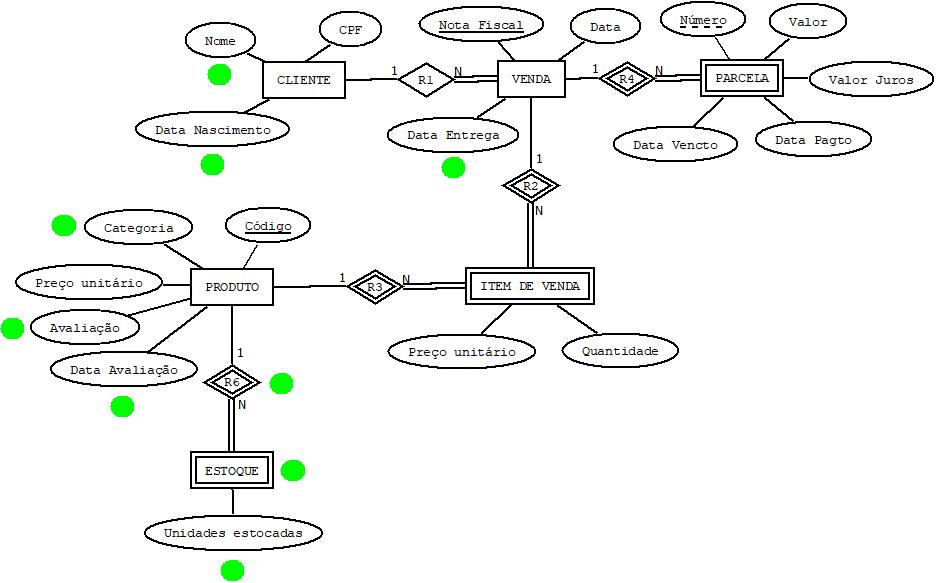 Nome
CPF
Nota Fiscal
Data
Número
Valor
CLIENTE
1
R1
N
VENDA
1
R4
N
PARCELA
Valor Juros
Data Nascimento
Data Entrega
Data Vencto
Data Pagto
1
R2
N
Categoria
Código
Preço unitário
PRODUTO
1
R3
N
ITEM DE VENDA
Avaliação
Data Avaliação
Preço unitário
Quantidade
1
R6
N
ESTOQUE
Unidades estocadas